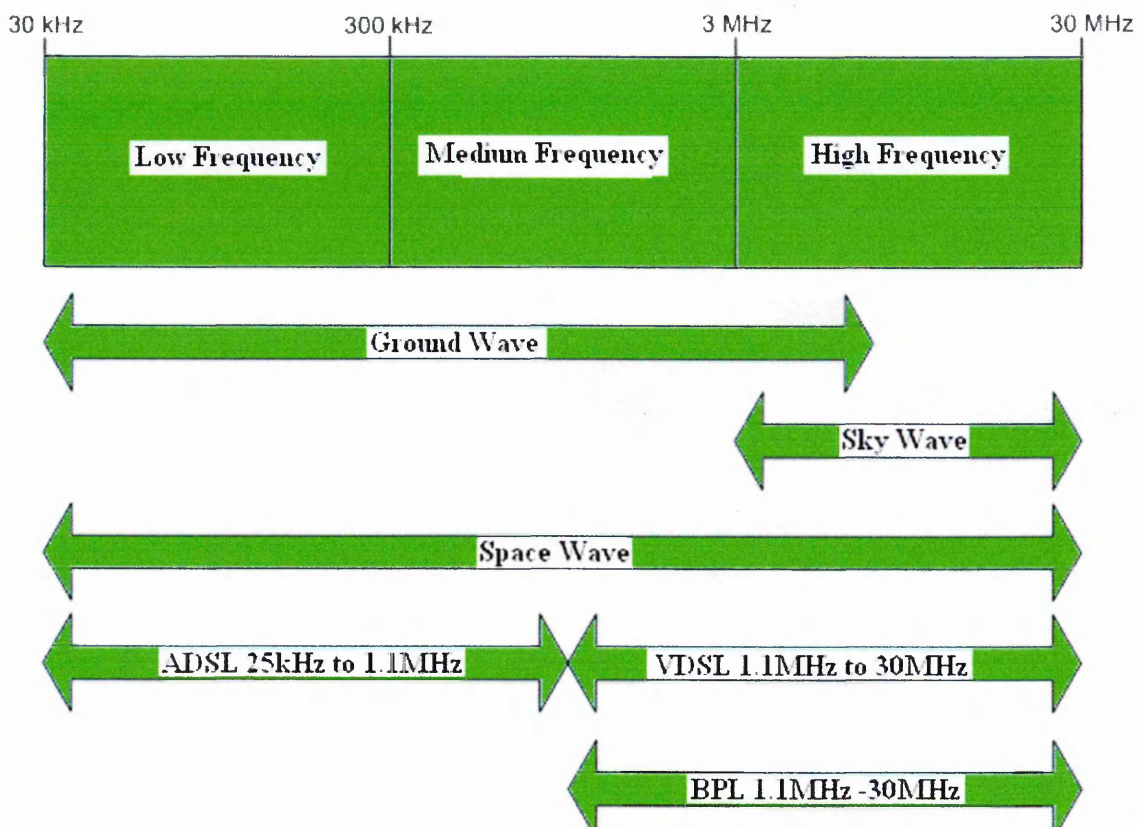 30 kHz 300 kHz 3 MHz 30 MHz
Low Frequency Mediun Frequency High Frequency
Ground Wave
Sky Wave
Space Wave
ADSL 25kHz to 1.1MHz VDSL 1.1MHz to 30MHz
BPL 1.1MHz -30MHz